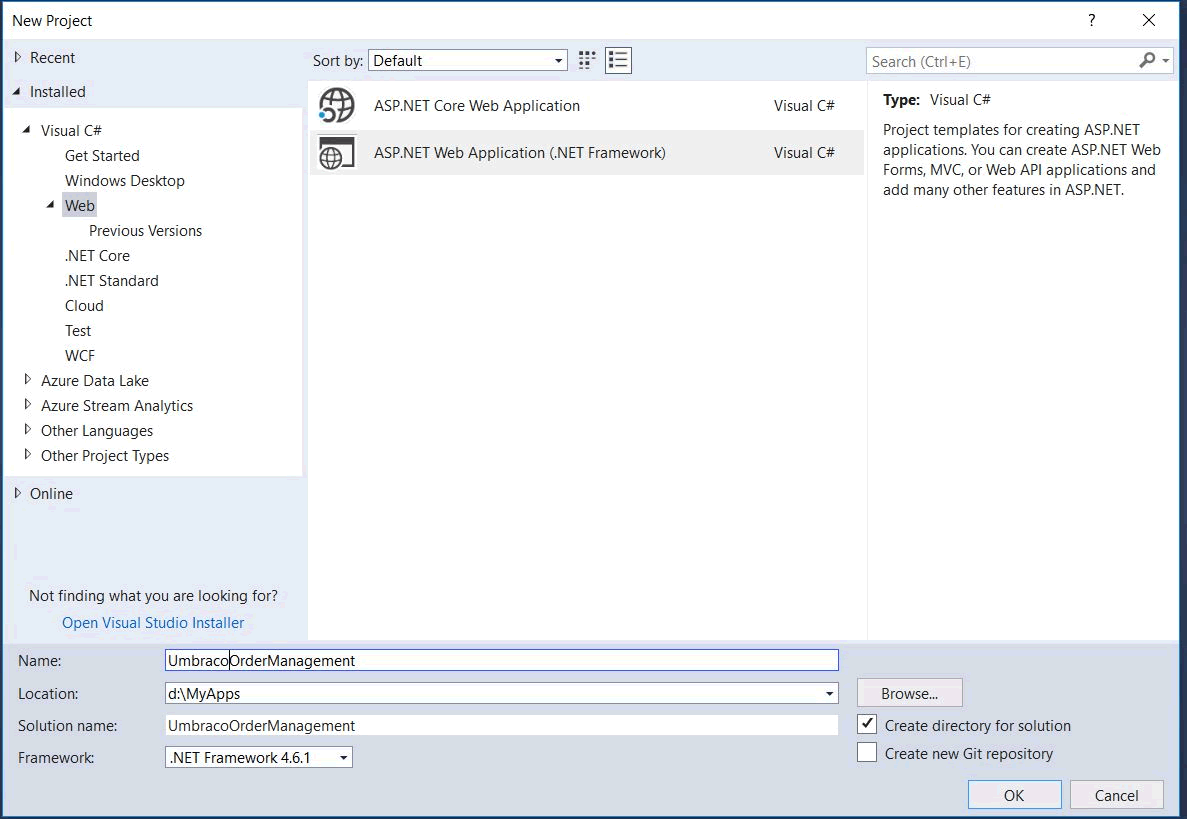 New Project
?
Recent
Installed
Visual C#
Get Started
Windows Desktop
Web
Previous Versions
.NET Core
.NET Standard
Cloud
Test
WCF
Azure Data Lake
Azure Stream Analytics
Other Languages
Other Project Types
Online
Not finding what you are looking for?
Open Visual Studio Installer
Sort by: Default
ASP.NET Core Web Application Visual C#
ASP.NET Web Application (.NET Framework) Visual C#
Search (Ctrl+E)
Type: Visual C#
Project templates for creating ASP.NET
applications. You can create ASP.NET Web
Forms, MVC, or Web API applications and
add many other features in ASP.NET.
Name: UmbracoOrderManagement
Location: d:\MyApps Browse...
Solution name: UmbracoOrderManagement Create directory for solution
Framework: .NET Framework 4.6.1 Create new Git repository
OK Cancel